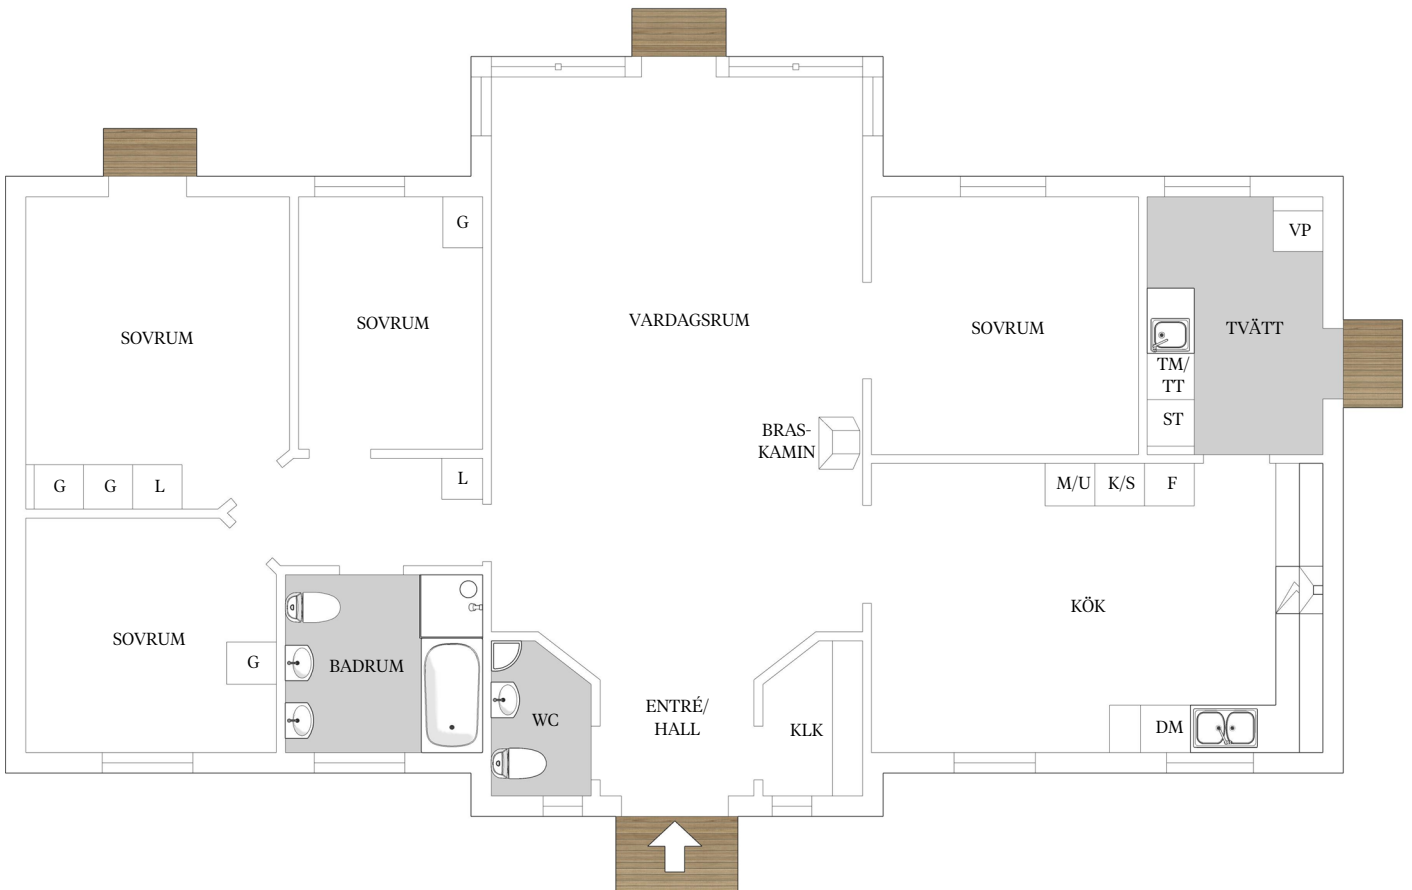 G
VP
SOVRUM
SOVRUM
VARDAGSRUM
SOVRUM
TVÄTT
TM/
TT
ST
BRAS-
KAMIN
G
G
L
L
M/U
K/S
F
SOVRUM
G
BADRUM
KÖK
WC
ENTRÉ/
HALL
KLK
DM